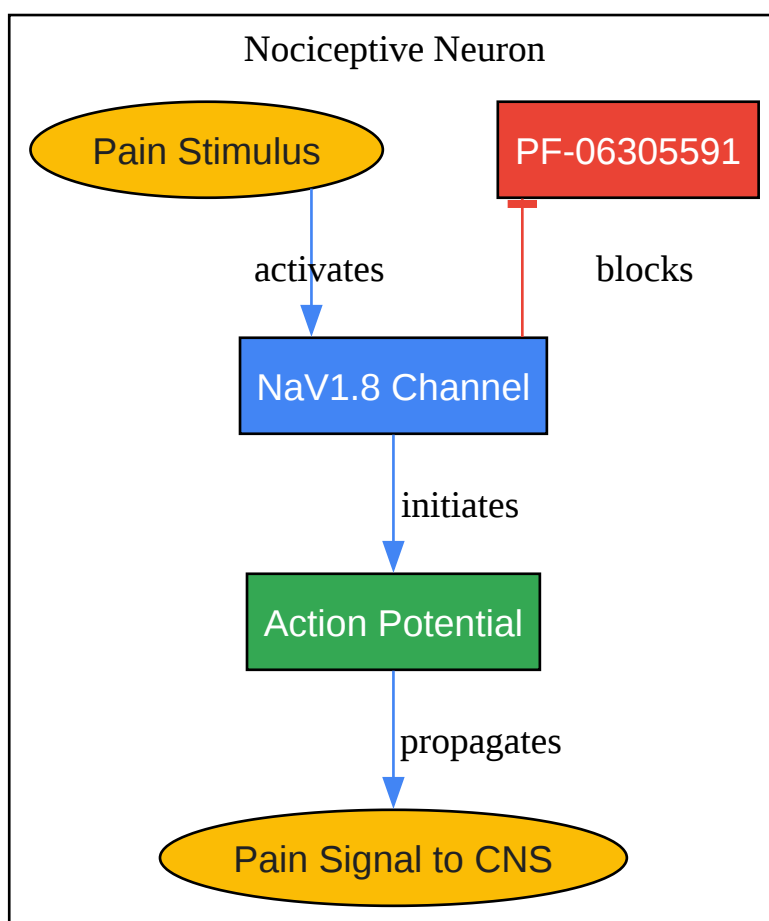 Nociceptive Neuron
Pain Stimulus
PF-06305591
activates
blocks
NaV1.8 Channel
initiates
Action Potential
propagates
Pain Signal to CNS